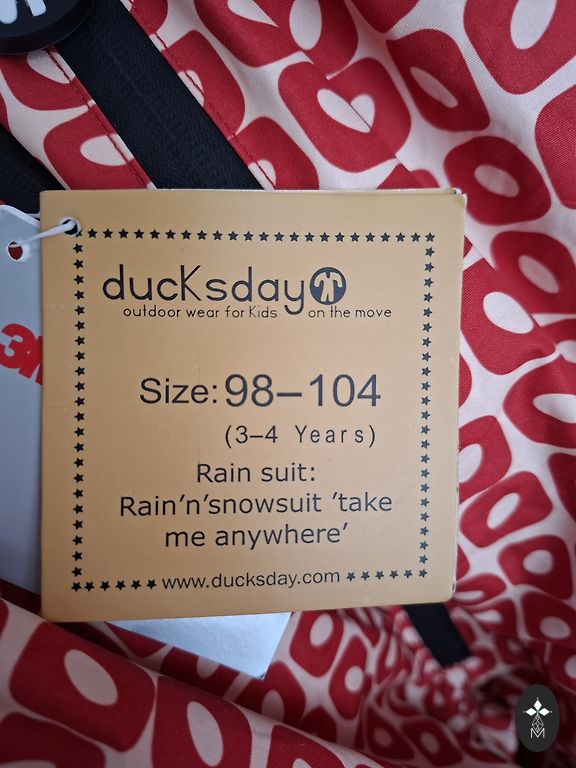 ducksday
outdoor wear for Kids on the move
Size: 98–104
(3–4 Years)
Rain suit:
Rain’n’snowsuit ’take
me anywhere’
www.ducksday.com
3M